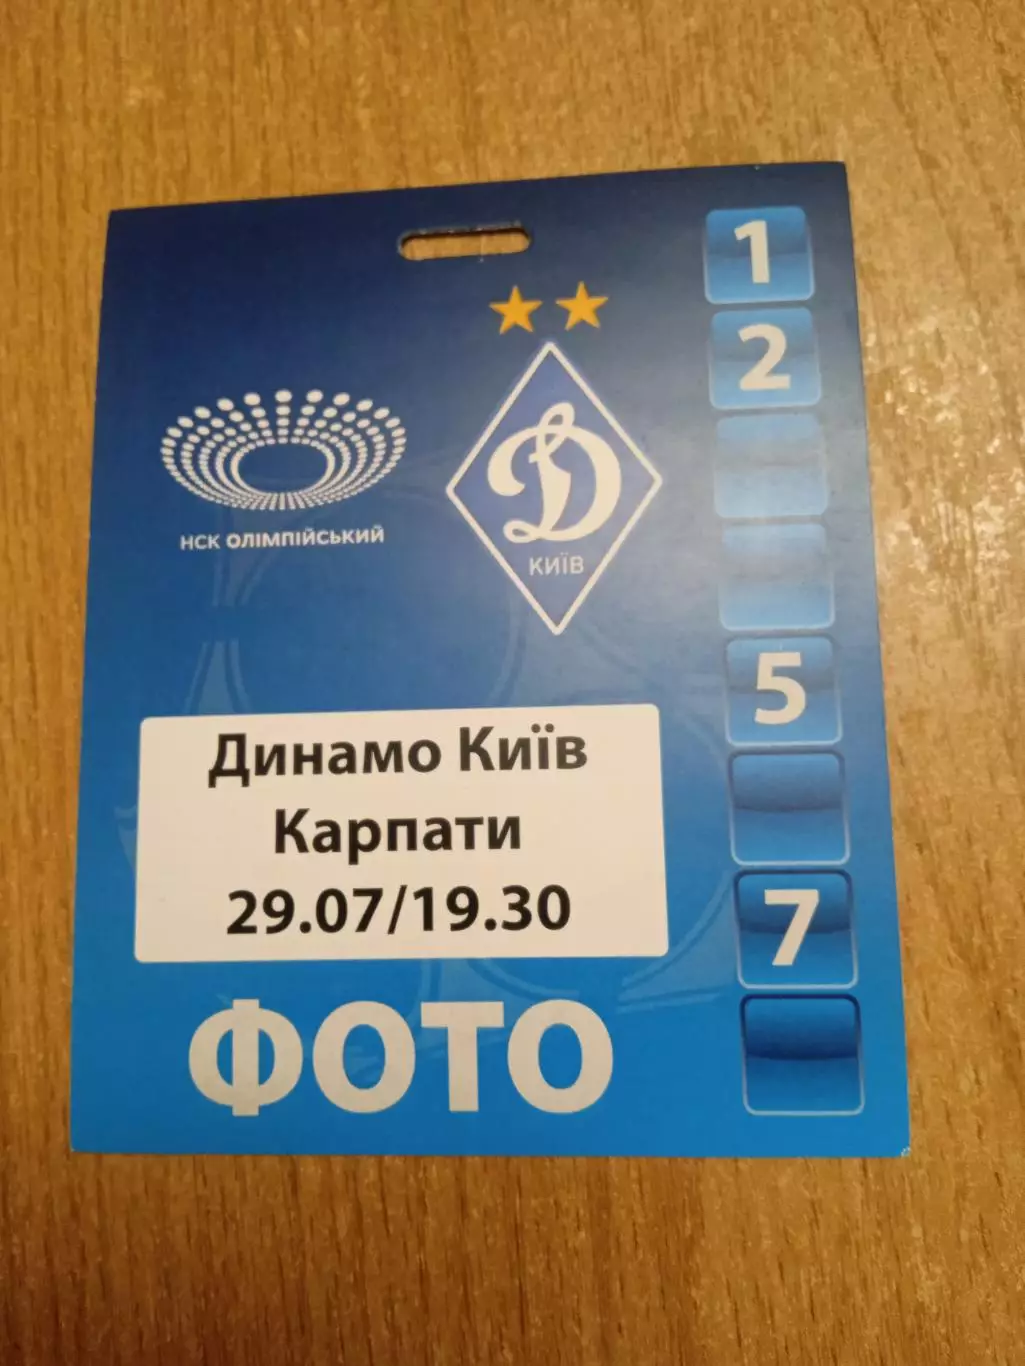 НСК ОЛІМПІЙСЬКИЙ
Д
КИЇВ
Динамо Київ
Карпати
29.07/19.30
ФОТО
1
2
5
7